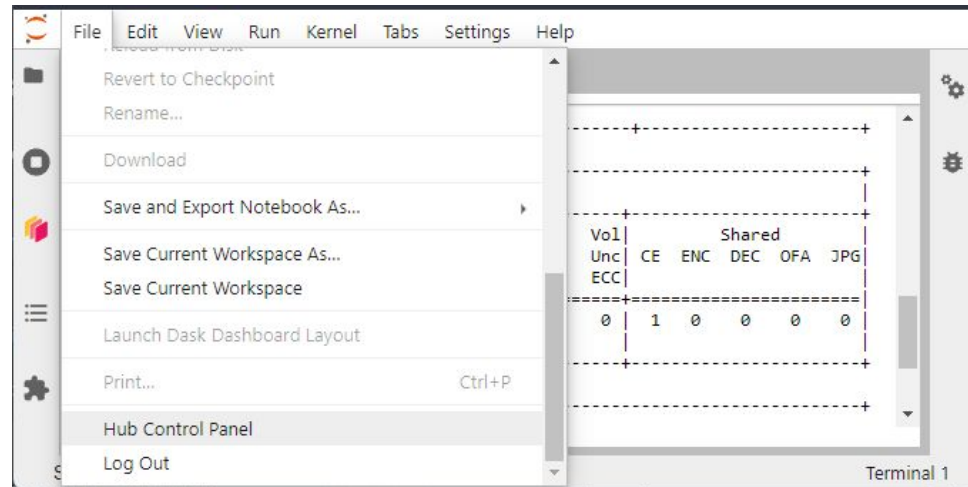 File Edit View Run Kernel Tabs Settings Help
Revert to Checkpoint
Rename...
Download
Save and Export Notebook As...
Save Current Workspace As...
Save Current Workspace
Launch Dask Dashboard Layout
Print... Ctrl+P
Hub Control Panel
Log Out
------+----------------------+
-----------------------------+
|
------+----------------------+
Vol| Shared |
Unc| CE ENC DEC OFA JPG|
ECC| |
======+======================|
0 | 1 0 0 0 0 |
| |
------+----------------------+
-----------------------------+
Terminal 1